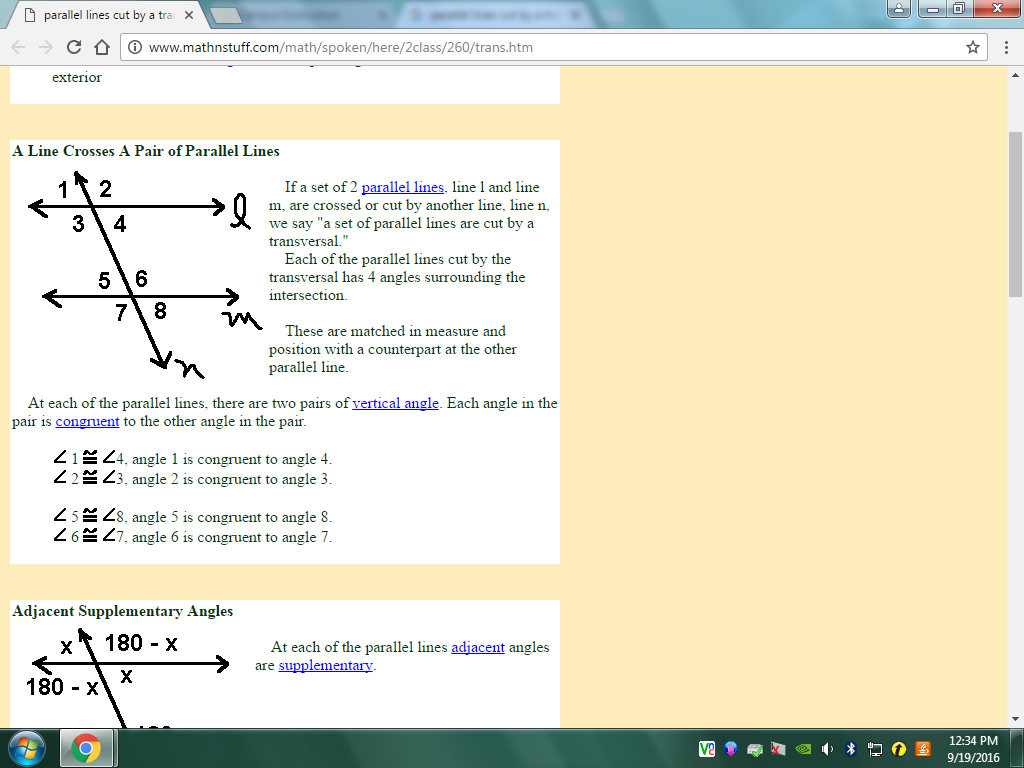 parallel lines cut by a tra
www.mathnstuff.com/math/spoken/here/2class/260/trans.htm
exterior
A Line Crosses A Pair of Parallel Lines
1 2
3 4
l
5 6
7 8
m
n
If a set of 2 parallel lines, line l and line
m, are crossed or cut by another line, line n,
we say "a set of parallel lines are cut by a
transversal."
Each of the parallel lines cut by the
transversal has 4 angles surrounding the
intersection.
These are matched in measure and
position with a counterpart at the other
parallel line.
At each of the parallel lines, there are two pairs of vertical angle. Each angle in the
pair is congruent to the other angle in the pair.
∠ 1 ≅ ∠4, angle 1 is congruent to angle 4.
∠ 2 ≅ ∠3, angle 2 is congruent to angle 3.
∠ 5 ≅ ∠8, angle 5 is congruent to angle 8.
∠ 6 ≅ ∠7, angle 6 is congruent to angle 7.
Adjacent Supplementary Angles
x 180 - x
180 - x x
At each of the parallel lines adjacent angles
are supplementary.
12:34 PM
9/19/2016